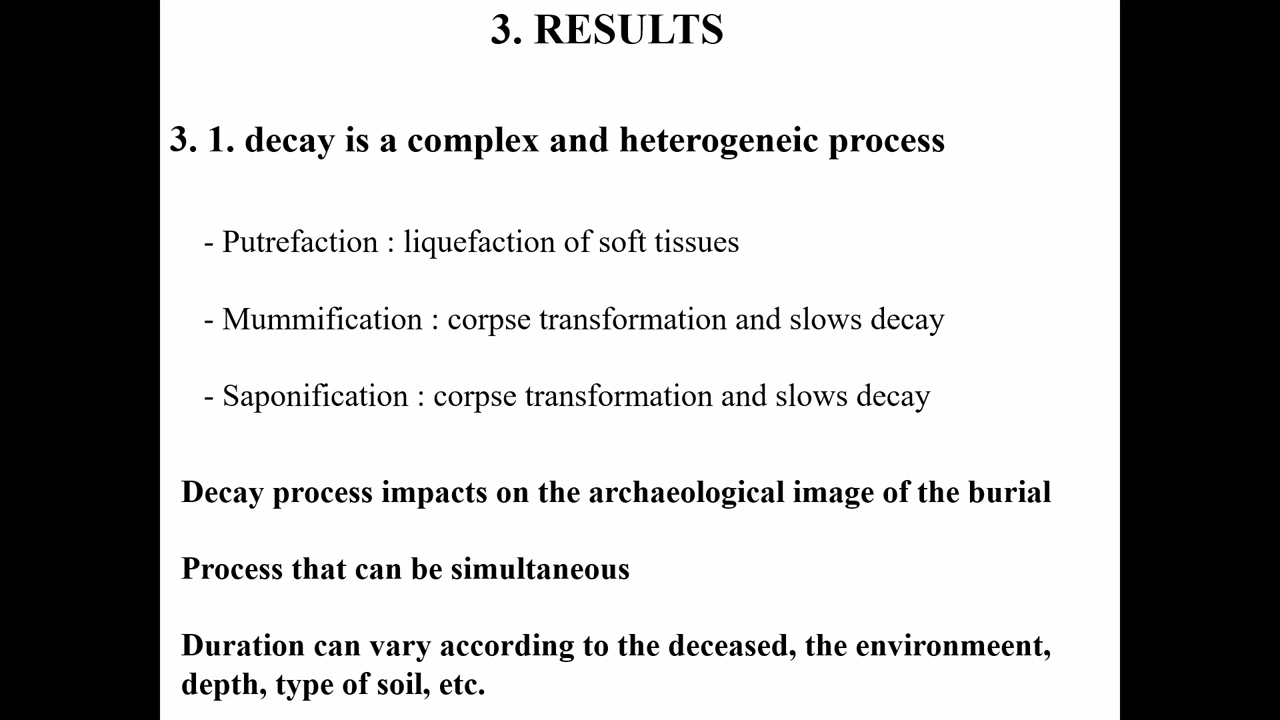 3. RESULTS
3. 1. decay is a complex and heterogeneic process
- Putrefaction : liquefaction of soft tissues
- Mummification : corpse transformation and slows decay
- Saponification : corpse transformation and slows decay
Decay process impacts on the archaeological image of the burial
Process that can be simultaneous
Duration can vary according to the deceased, the environmeent,
depth, type of soil, etc.